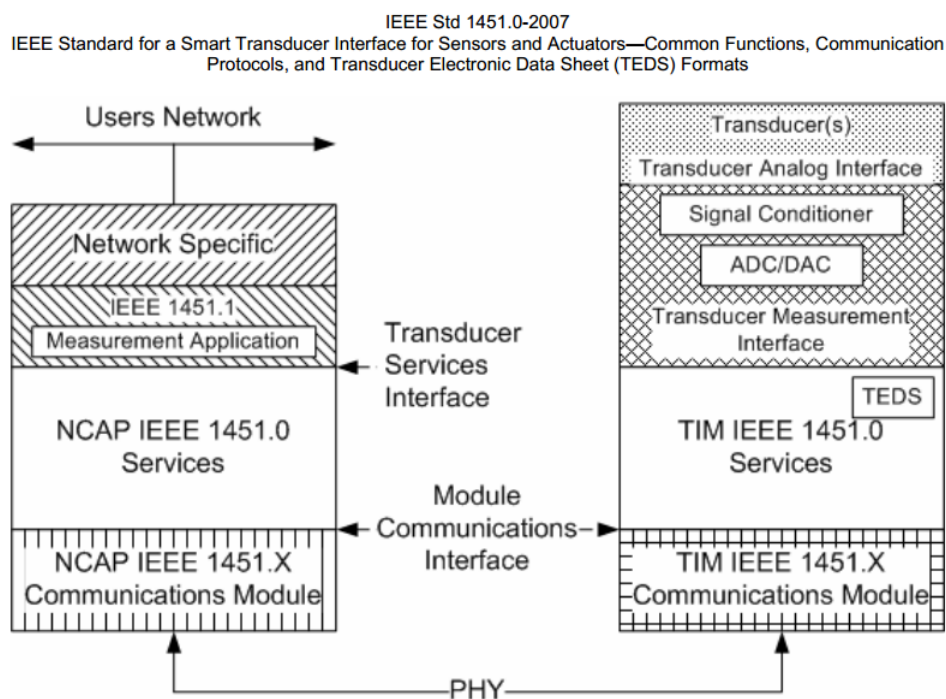 IEEE Std 1451.0-2007
IEEE Standard for a Smart Transducer Interface for Sensors and Actuators—Common Functions, Communication
Protocols, and Transducer Electronic Data Sheet (TEDS) Formats
Users Network
Network Specific
IEEE 1451.1
Measurement Application
NCAP IEEE 1451.0
Services
NCAP IEEE 1451.X
Communications Module
Transducer
Services
Interface
Module
Communications
Interface
Transducer(s)
Transducer Analog Interface
Signal Conditioner
ADC/DAC
Transducer Measurement
Interface
TEDS
TIM IEEE 1451.0
Services
TIM IEEE 1451.X
Communications Module
PHY